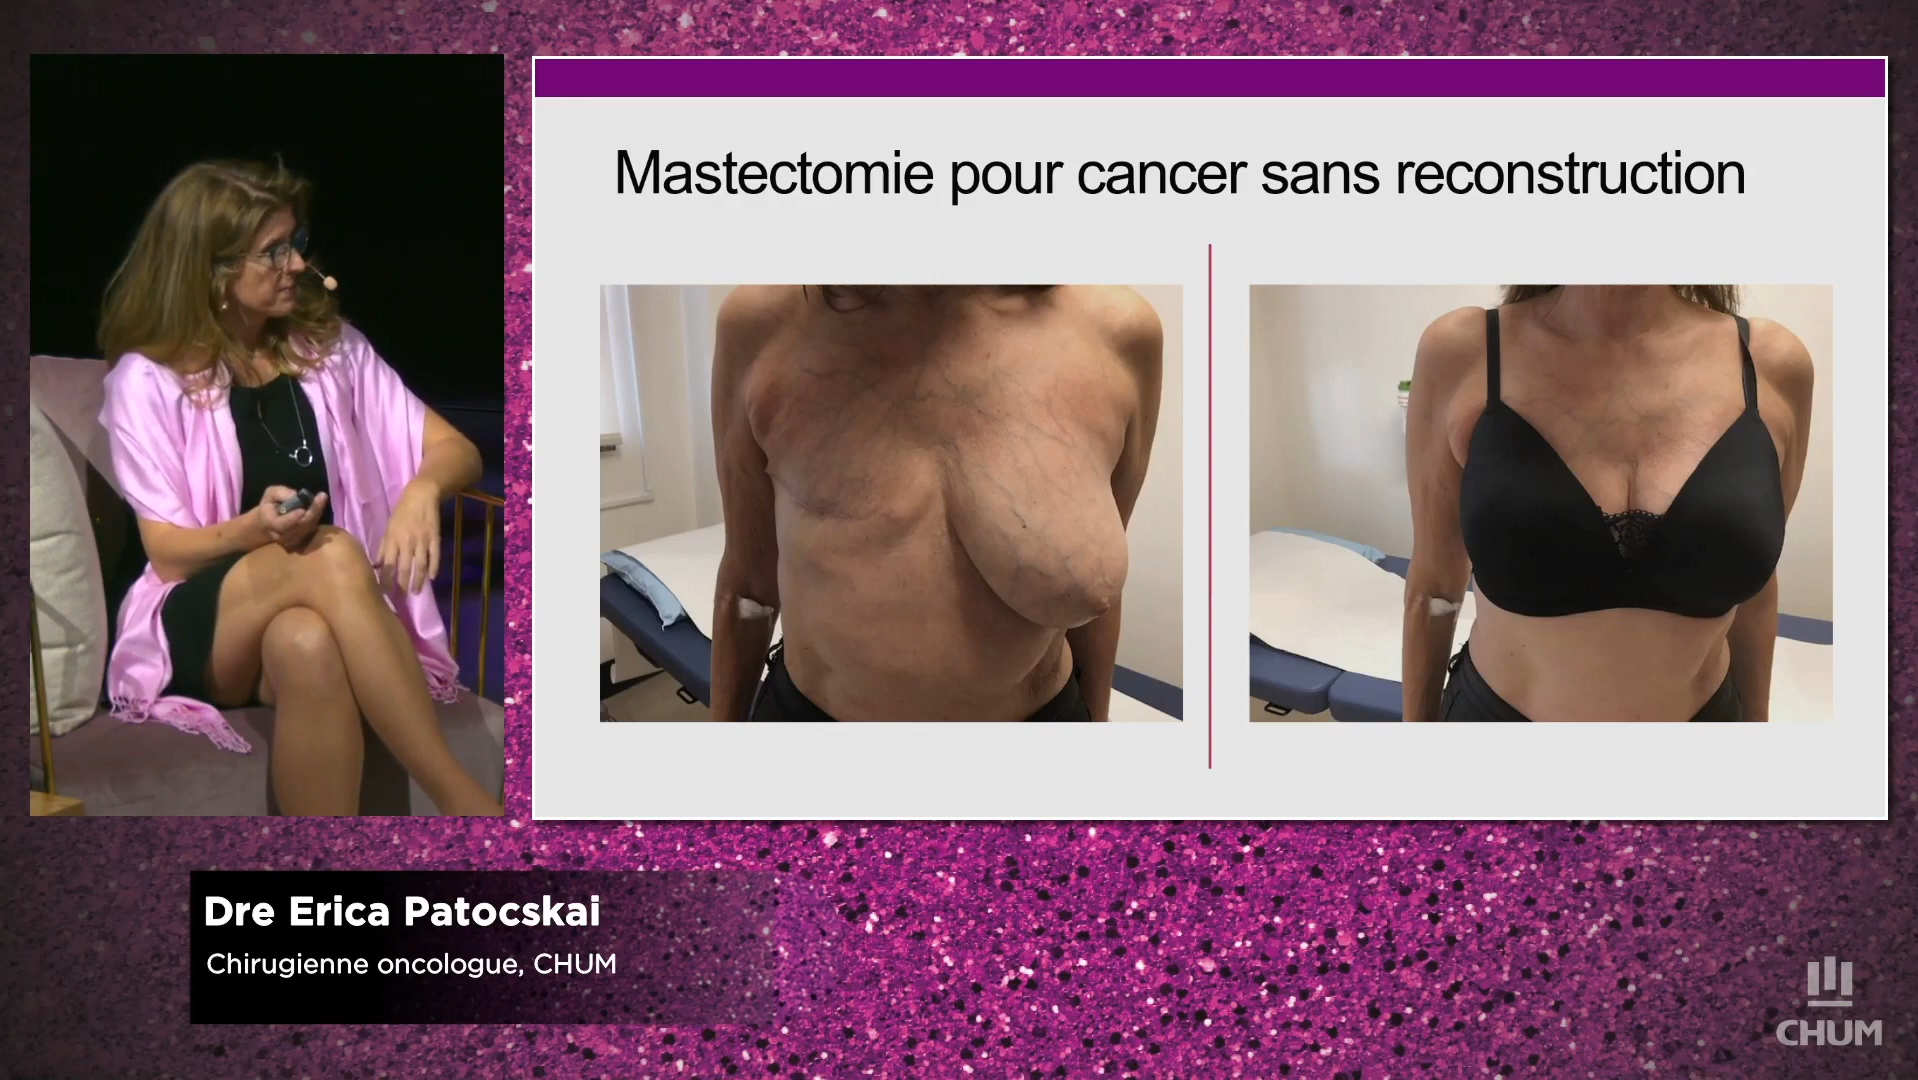 Mastectomie pour cancer sans reconstruction
Dre Erica Patocskai
Chirugienne oncologue, CHUM
CHUM